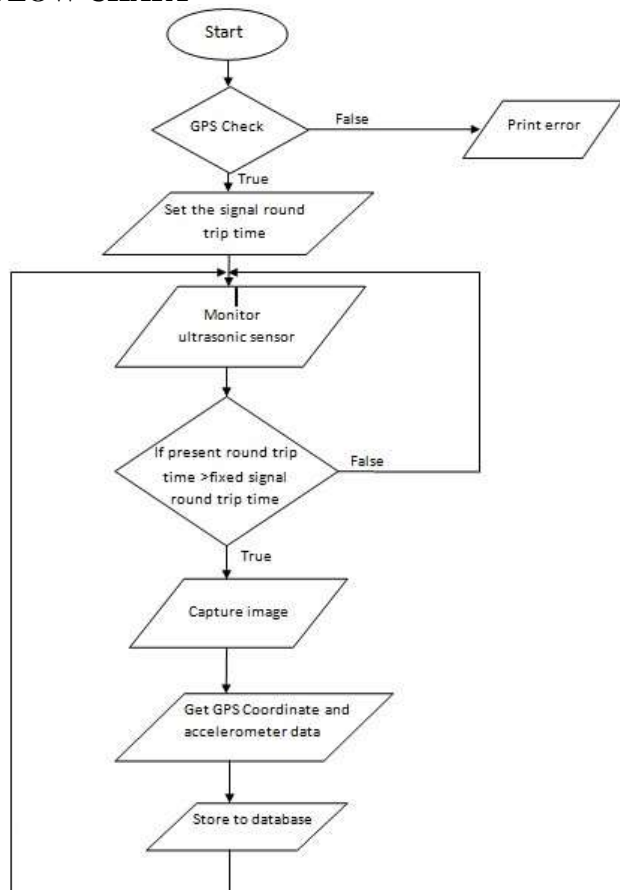 FLOW CHART
Start
GPS Check
False
Print error
True
Set the signal round
trip time
Monitor
ultrasonic sensor
If present round trip
time >fixed signal
round trip time
False
True
Capture image
Get GPS Coordinate and
accelerometer data
Store to database